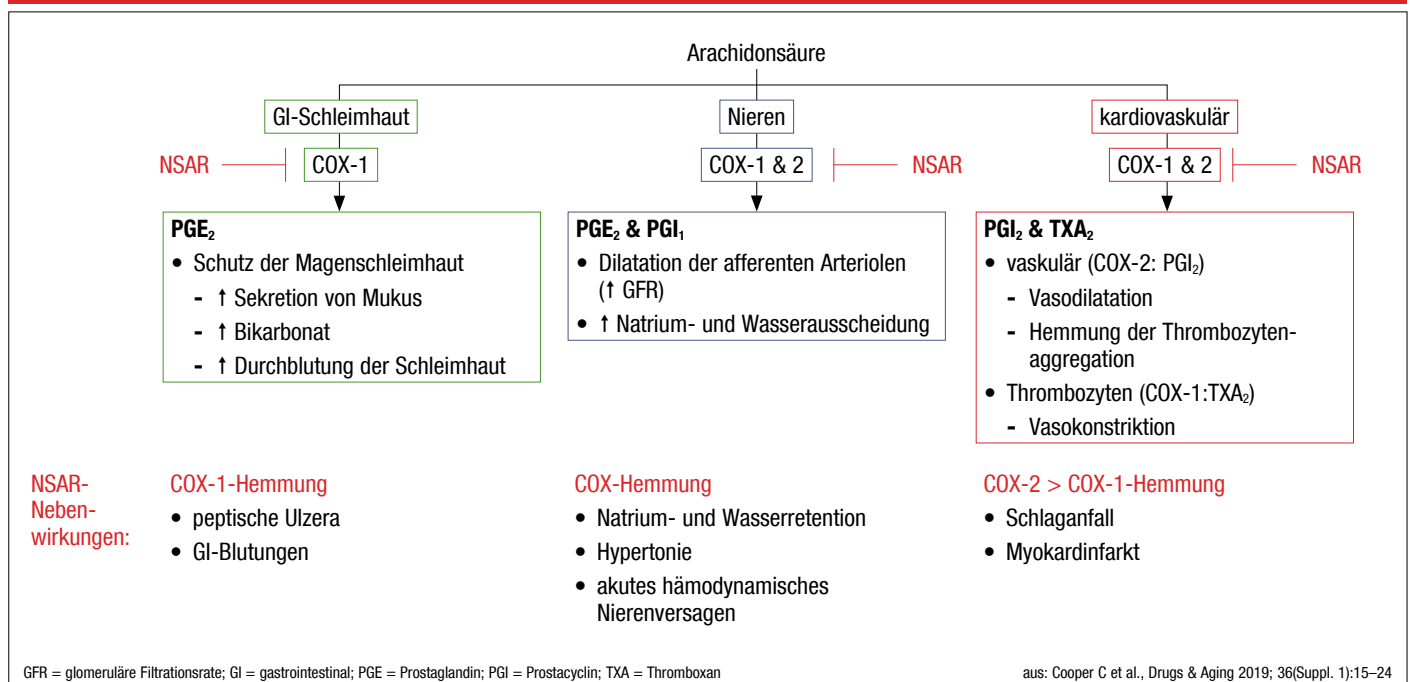 Arachidonsäure
GI-Schleimhaut
Nieren
kardiovaskulär
NSAR
COX-1
COX-1 & 2
NSAR
COX-1 & 2
NSAR
PGE₂
• Schutz der Magenschleimhaut
- ↑ Sekretion von Mukus
- ↑ Bikarbonat
- ↑ Durchblutung der Schleimhaut
PGE₂ & PGI₁
• Dilatation der afferenten Arteriolen
(↑ GFR)
• ↑ Natrium- und Wasserausscheidung
PGI₂ & TXA₂
• vaskulär (COX-2: PGI₂)
- Vasodilatation
- Hemmung der Thrombozyten-
aggregation
• Thrombozyten (COX-1:TXA₂)
- Vasokonstriktion
NSAR-
Neben-
wirkungen:
COX-1-Hemmung
• peptische Ulzera
• GI-Blutungen
COX-Hemmung
• Natrium- und Wasserretention
• Hypertonie
• akutes hämodynamisches
Nierenversagen
COX-2 > COX-1-Hemmung
• Schlaganfall
• Myokardinfarkt
GFR = glomeruläre Filtrationsrate; GI = gastrointestinal; PGE = Prostaglandin; PGI = Prostacyclin; TXA = Thromboxan
aus: Cooper C et al., Drugs & Aging 2019; 36(Suppl. 1):15–24